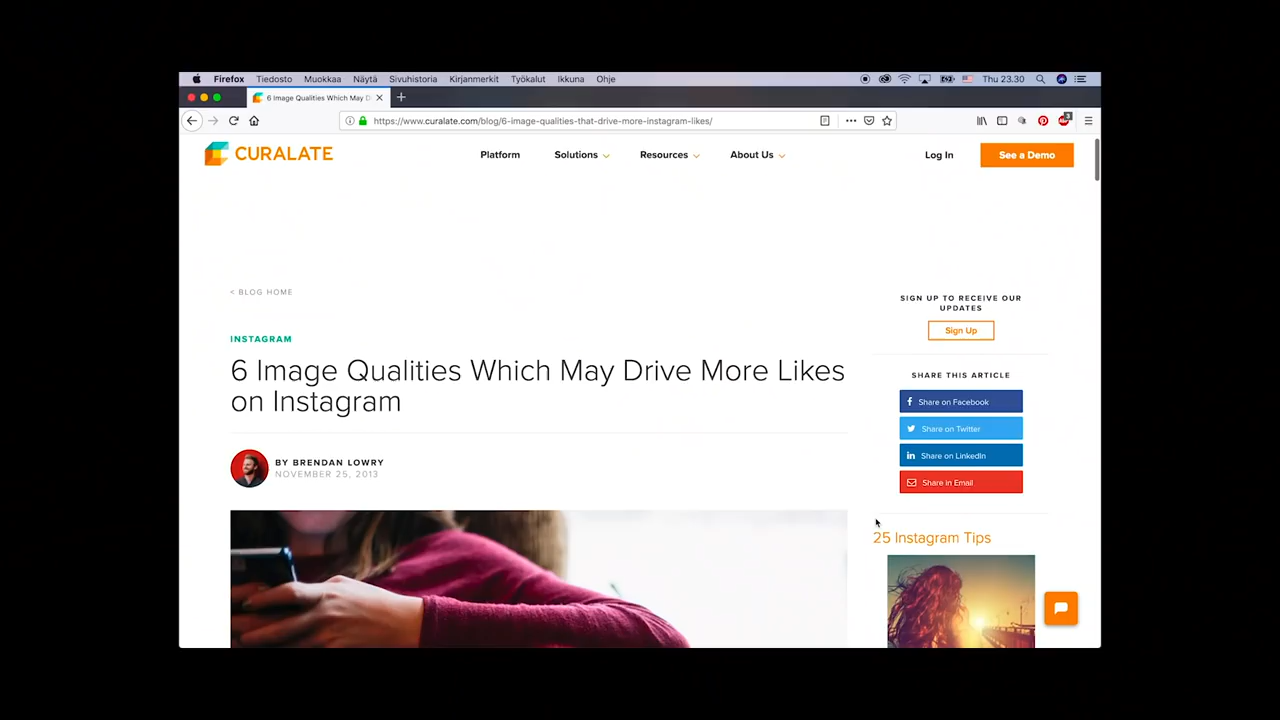 Firefox Tiedosto Muokkaa Näytä Sivuhistoria Kirjanmerkit Työkalut Ikkuna Ohje Thu 23.30
6 Image Qualities Which May D
https://www.curalate.com/blog/6-image-qualities-that-drive-more-instagram-likes/
3
CURALATE
Platform Solutions Resources About Us Log In See a Demo
< BLOG HOME
INSTAGRAM
6 Image Qualities Which May Drive More Likes
on Instagram
BY BRENDAN LOWRY
NOVEMBER 25, 2013
SIGN UP TO RECEIVE OUR
UPDATES
Sign Up
SHARE THIS ARTICLE
Share on Facebook
Share on Twitter
Share on LinkedIn
Share in Email
25 Instagram Tips